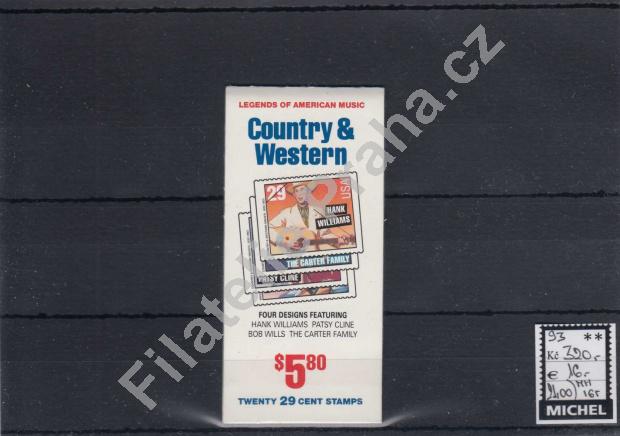 LEGENDS OF AMERICAN MUSIC
Country &
Western
29
USA
HANK
WILLIAMS
THE CARTER FAMILY
PATSY CLINE
FOUR DESIGNS FEATURING
HANK WILLIAMS PATSY CLINE
BOB WILLS THE CARTER FAMILY
$5.80
TWENTY 29 CENT STAMPS
Filatelie-Praha.cz
93 **
Kč 390,-
€ 16,-
MICHEL